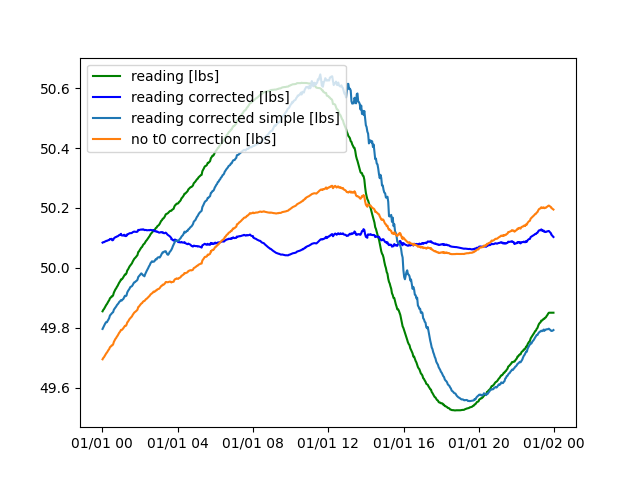 reading [lbs]
reading corrected [lbs]
reading corrected simple [lbs]
no t0 correction [lbs]
50.6
50.4
50.2
50.0
49.8
49.6
01/01 00 01/01 04 01/01 08 01/01 12 01/01 16 01/01 20 01/02 00